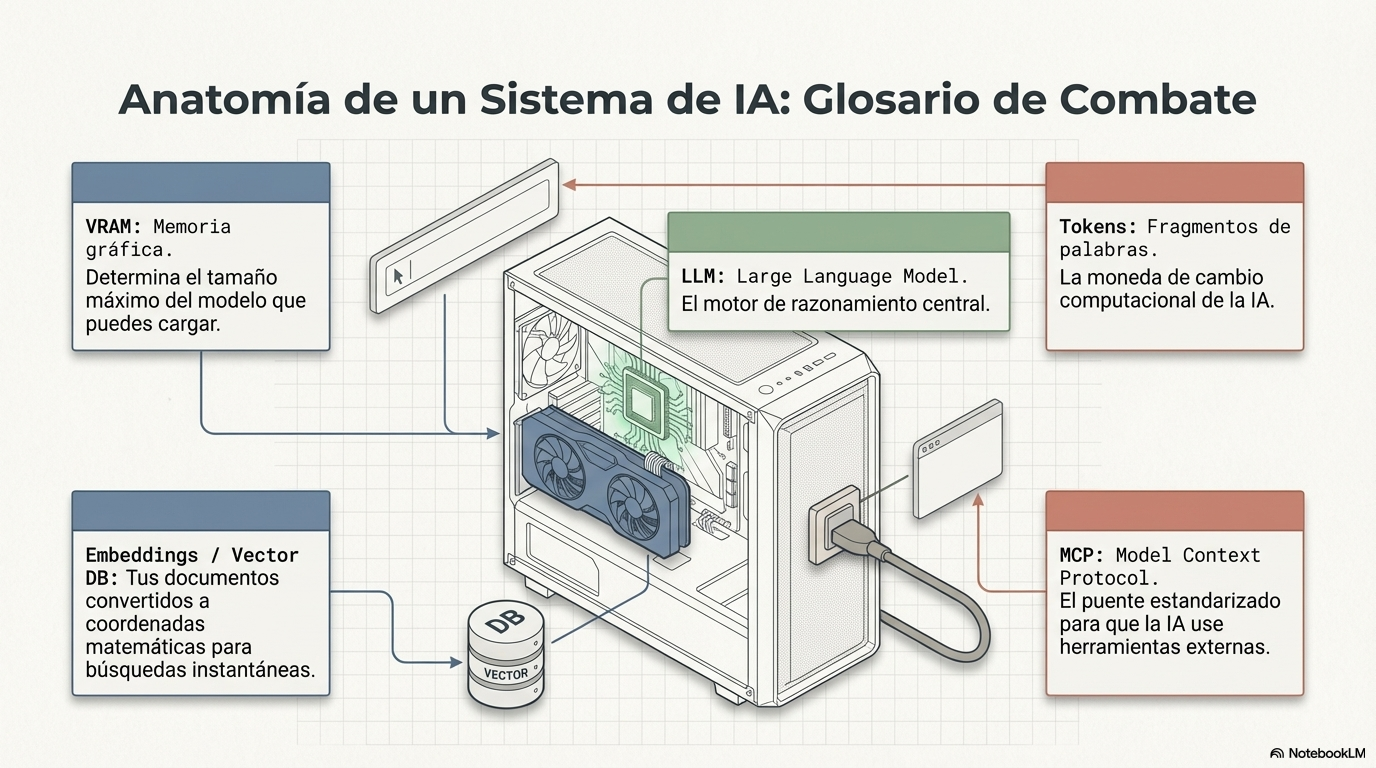 Anatomía de un Sistema de IA: Glosario de Combate
VRAM: Memoria
gráfica.
Determina el tamaño
máximo del modelo que
puedes cargar.
LLM: Large Language Model.
El motor de razonamiento central.
Tokens: Fragmentos de
palabras.
La moneda de cambio
computacional de la IA.
Embeddings / Vector
DB: Tus documentos
convertidos a
coordenadas
matemáticas para
búsquedas instantáneas.
DB
VECTOR
MCP: Model Context
Protocol.
El puente estandarizado
para que la IA use
herramientas externas.
NotebookLM